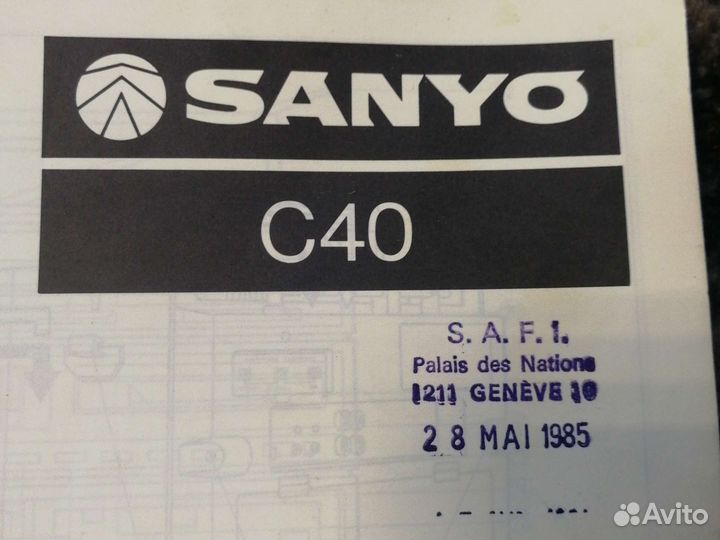 SANYO
C40
S. A. F. I.
Palais des Nations
1211 GENÈVE 10
28 MAI 1985
Avito